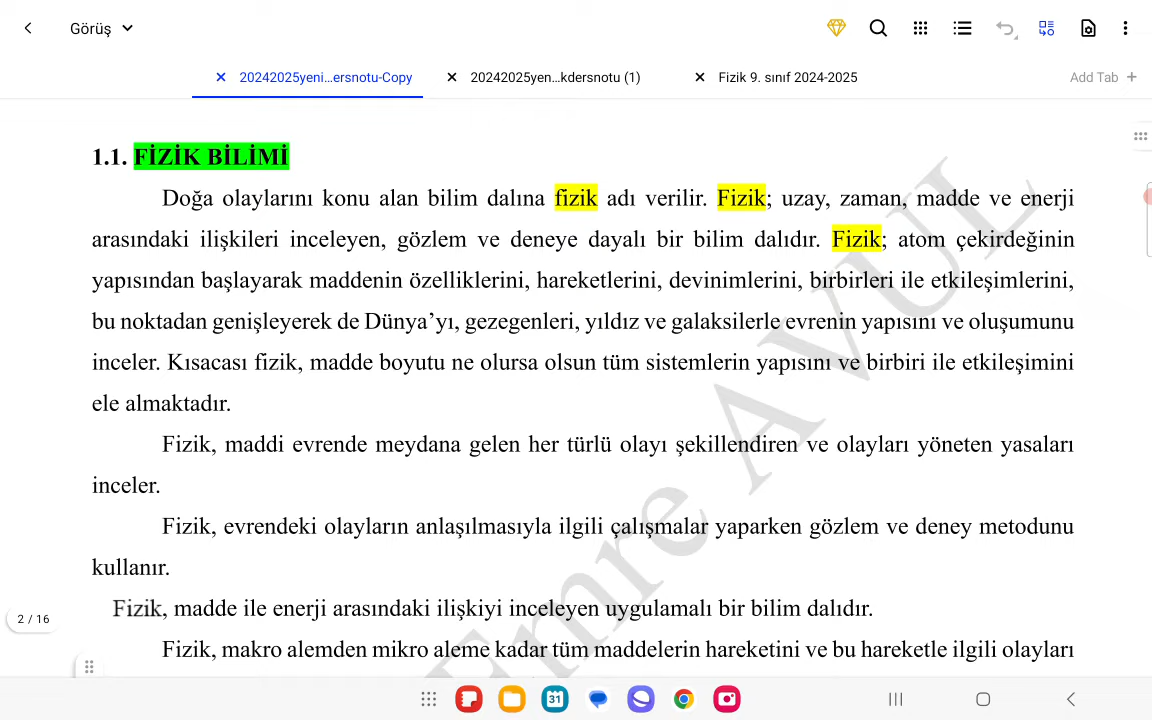 Görüş
20242025yeni...ersnotu-Copy
20242025yen...kdersnotu (1)
Fizik 9. sınıf 2024-2025
Add Tab +
1.1. FİZİK BİLİMİ
Doğa olaylarını konu alan bilim dalına fizik adı verilir. Fizik; uzay, zaman, madde ve enerji
arasındaki ilişkileri inceleyen, gözlem ve deneye dayalı bir bilim dalıdır. Fizik; atom çekirdeğinin
yapısından başlayarak maddenin özelliklerini, hareketlerini, devinimlerini, birbirleri ile etkileşimlerini,
bu noktadan genişleyerek de Dünya’yı, gezegenleri, yıldız ve galaksilerle evrenin yapısını ve oluşumunu
inceler. Kısacası fizik, madde boyutu ne olursa olsun tüm sistemlerin yapısını ve birbiri ile etkileşimini
ele almaktadır.
Fizik, maddi evrende meydana gelen her türlü olayı şekillendiren ve olayları yöneten yasaları
inceler.
Fizik, evrendeki olayların anlaşılmasıyla ilgili çalışmalar yaparken gözlem ve deney metodunu
kullanır.
Fizik, madde ile enerji arasındaki ilişkiyi inceleyen uygulamalı bir bilim dalıdır.
2 / 16
Fizik, makro alemden mikro aleme kadar tüm maddelerin hareketini ve bu hareketle ilgili olayları
Emre AVUL
31